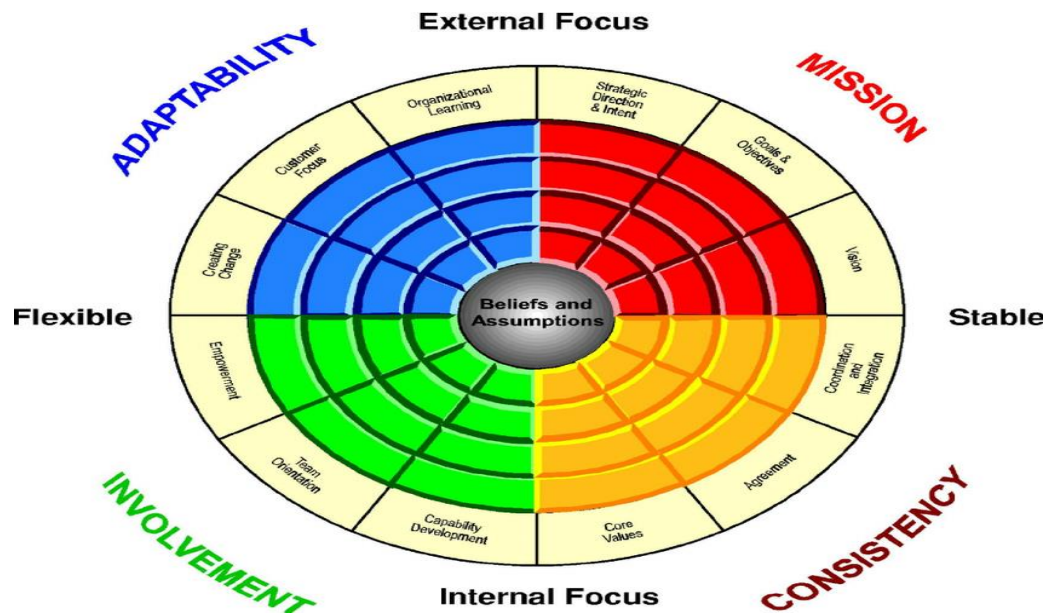 External Focus
ADAPTABILITY
MISSION
Organizational
Learning
Strategic
Direction
& Intent
Customer
Focus
Goals &
Objectives
Creating
Change
Vision
Flexible
Beliefs and
Assumptions
Stable
Empowerment
Coordination
and
Integration
Team
Orientation
Agreement
Capability
Development
Core
Values
INVOLVEMENT
CONSISTENCY
Internal Focus